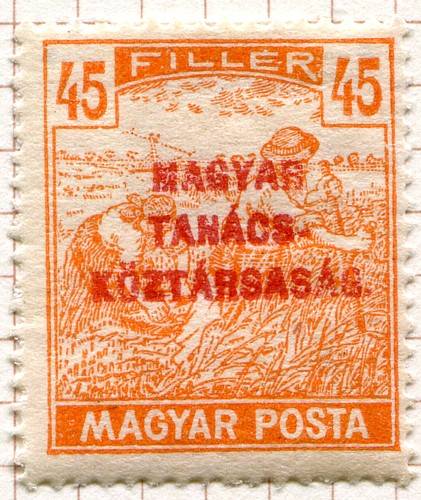 45 FILLÉR 45
MAGYAR
TANÁCS-
KÖZTÁRSASÁG.
MAGYAR POSTA